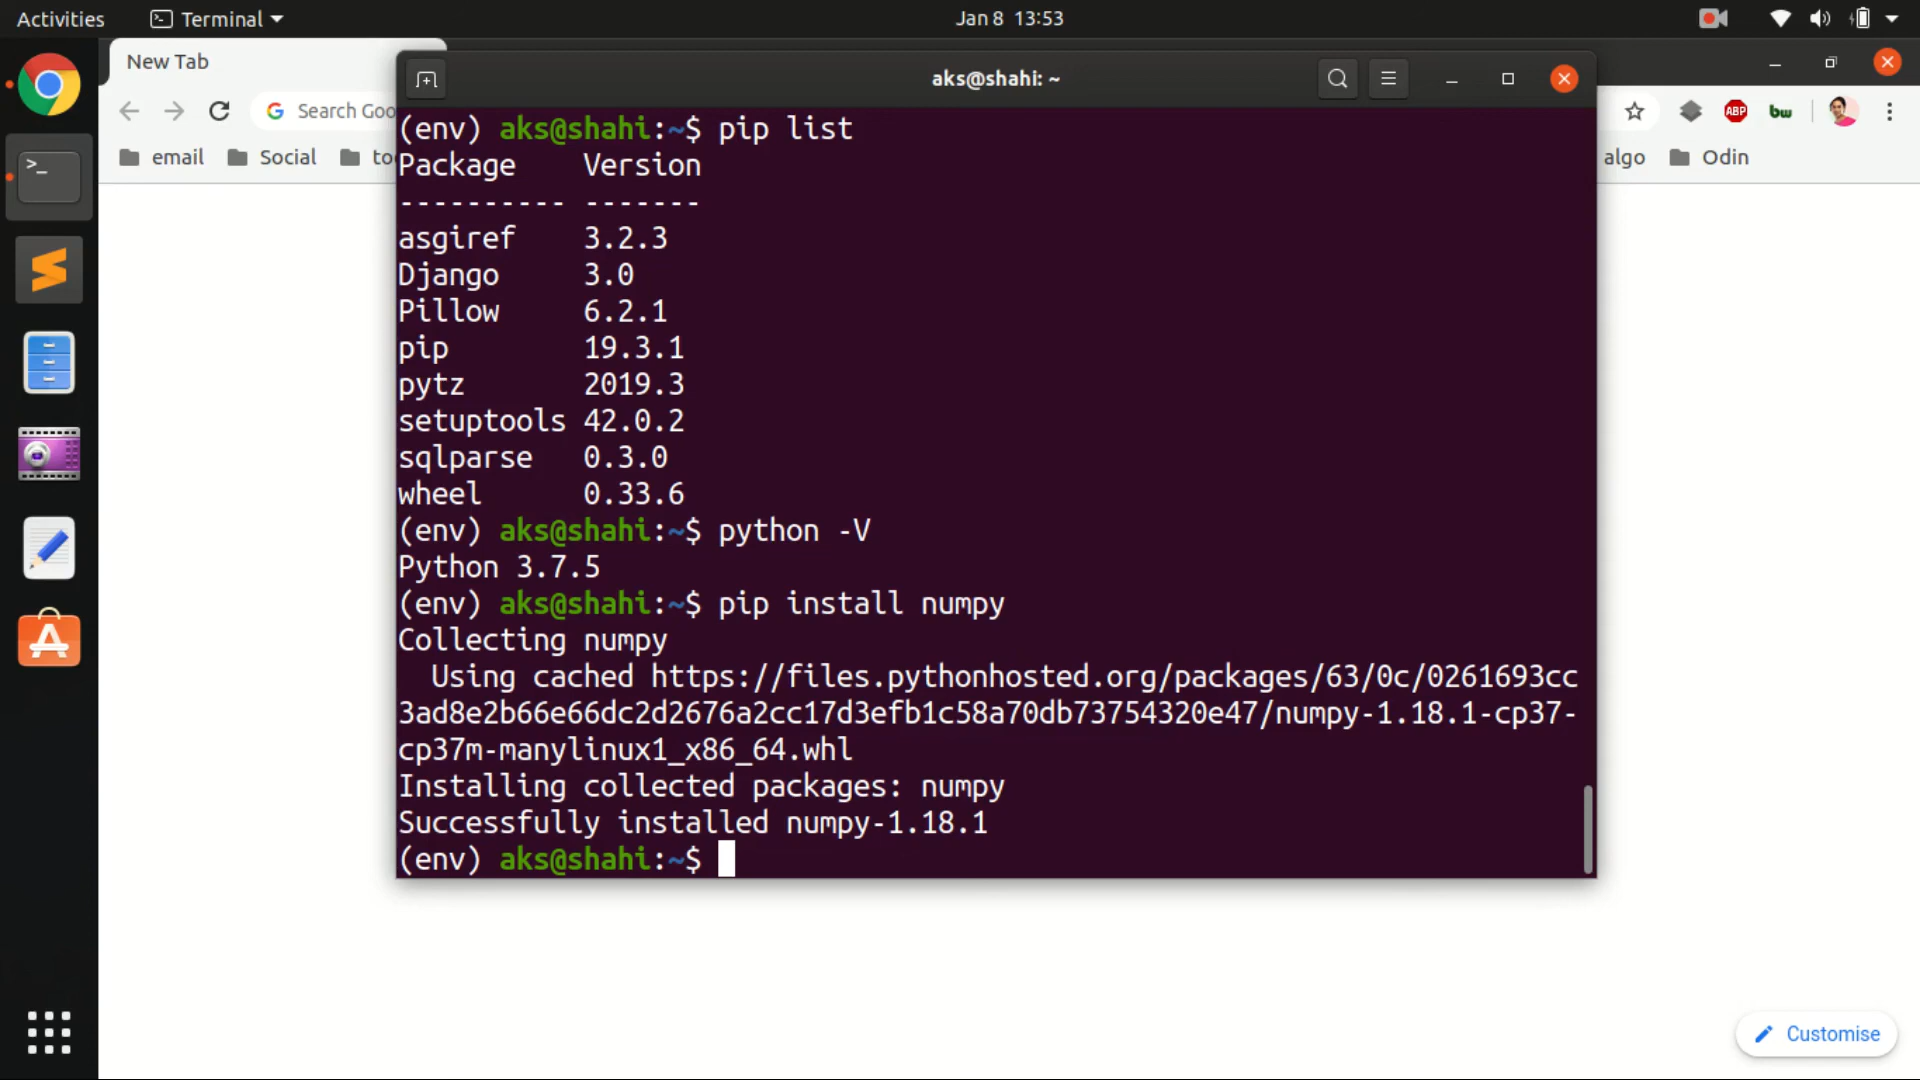 Activities Terminal Jan 8 13:53
New Tab
aks@shahi: ~
Search Goo
ABP bw
email Social algo Odin
(env) aks@shahi:~$ pip list
Package    Version
---------- -------
asgiref    3.2.3
Django     3.0
Pillow     6.2.1
pip        19.3.1
pytz       2019.3
setuptools 42.0.2
sqlparse   0.3.0
wheel      0.33.6
(env) aks@shahi:~$ python -V
Python 3.7.5
(env) aks@shahi:~$ pip install numpy
Collecting numpy
  Using cached https://files.pythonhosted.org/packages/63/0c/0261693cc
3ad8e2b66e66dc2d2676a2cc17d3efb1c58a70db73754320e47/numpy-1.18.1-cp37-
cp37m-manylinux1_x86_64.whl
Installing collected packages: numpy
Successfully installed numpy-1.18.1
(env) aks@shahi:~$
Customise